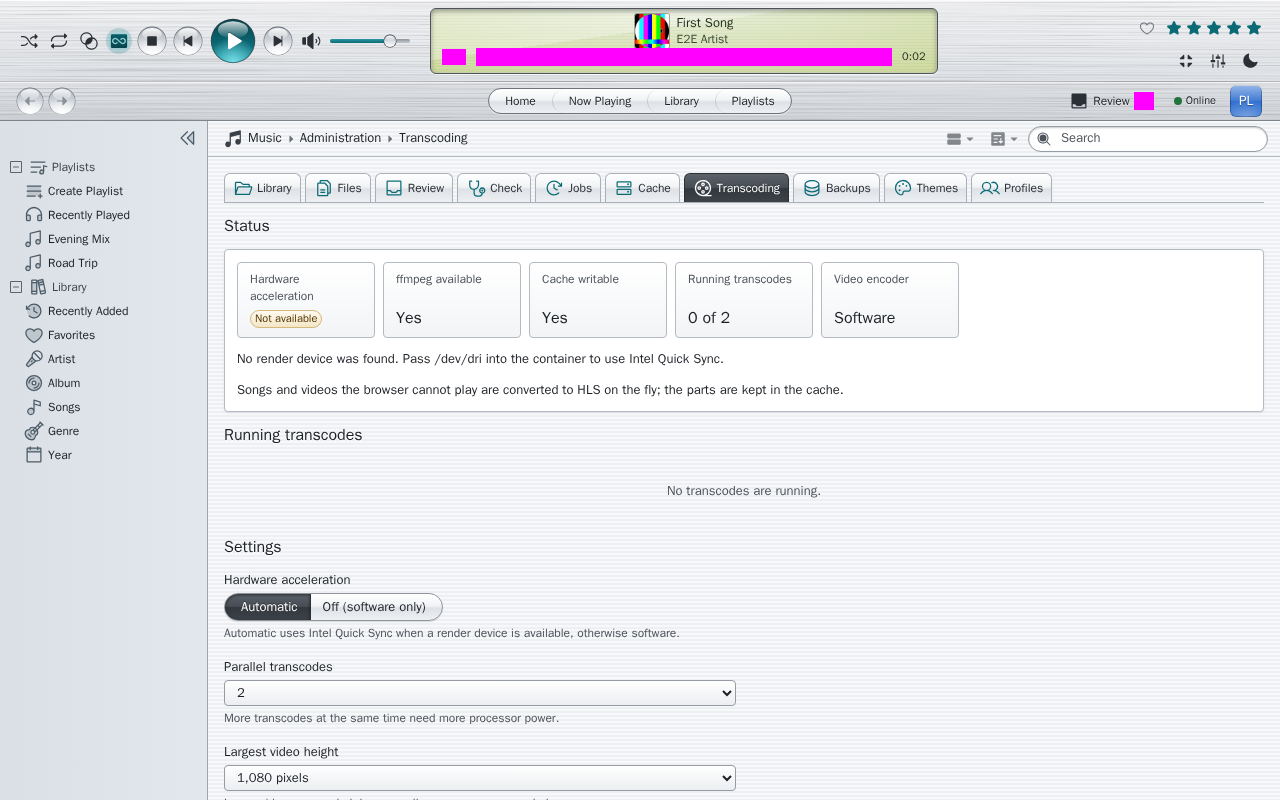 First Song
E2E Artist
0:02
Home
Now Playing
Library
Playlists
Review
Online
PL
Music
Administration
Transcoding
Search
Playlists
Create Playlist
Recently Played
Evening Mix
Road Trip
Library
Recently Added
Favorites
Artist
Album
Songs
Genre
Year
Library
Files
Review
Check
Jobs
Cache
Transcoding
Backups
Themes
Profiles
Status
Hardware
acceleration
Not available
ffmpeg available
Yes
Cache writable
Yes
Running transcodes
0 of 2
Video encoder
Software
No render device was found. Pass /dev/dri into the container to use Intel Quick Sync.
Songs and videos the browser cannot play are converted to HLS on the fly; the parts are kept in the cache.
Running transcodes
No transcodes are running.
Settings
Hardware acceleration
Automatic
Off (software only)
Automatic uses Intel Quick Sync when a render device is available, otherwise software.
Parallel transcodes
2
More transcodes at the same time need more processor power.
Largest video height
1,080 pixels